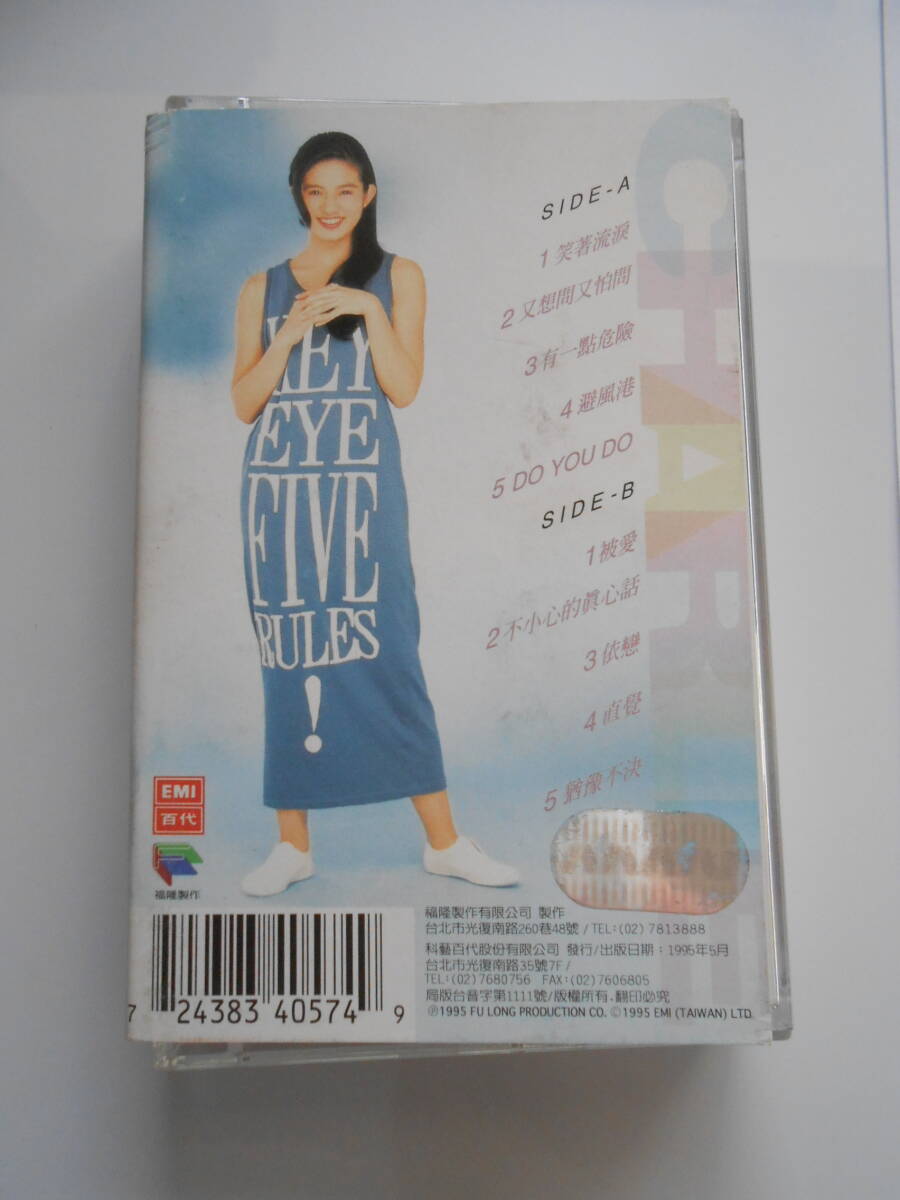 SIDE-A
1 笑著流淚
2 又想問又怕問
3 有一點危險
4 避風港
5 DO YOU DO
SIDE-B
1 被愛
2 不小心的眞心話
3 依戀
4 直覺
5 猶豫不決
EYE
FIVE
RULES
!
EMI
百代
福隆製作
7 24383 40574 9
福隆製作有限公司 製作
台北市光復南路260巷48號/TEL:(02)7813888
科藝百代股份有限公司 發行/出版日期:1995年5月
台北市光復南路35號7F/
TEL:(02)7680756 FAX:(02)7606805
局版台音字第1111號/版權所有.翻印必究
℗1995 FU LONG PRODUCTION CO. ©1995 EMI (TAIWAN) LTD